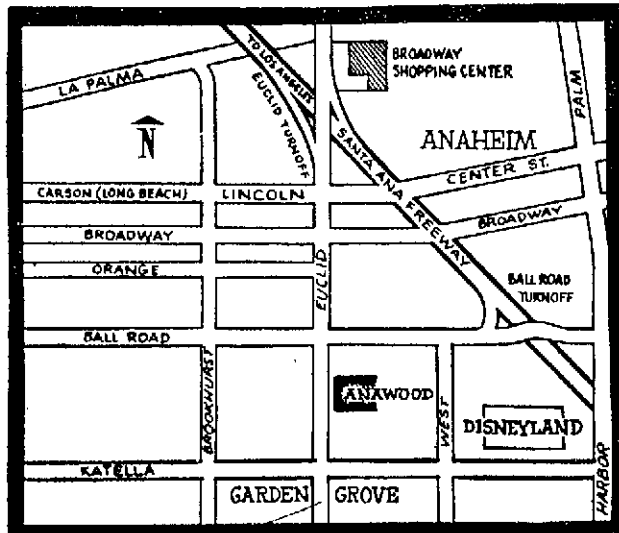 TO LOS ANGELES
BROADWAY
SHOPPING CENTER
LA PALMA
EUCLID TURNOFF
PALM
N
SANTA ANA FREEWAY
ANAHEIM
CENTER ST.
CARSON (LONG BEACH)
LINCOLN
BROADWAY
BROADWAY
ORANGE
EUCLID
BALL ROAD
TURNOFF
BALL ROAD
BROOKHURST
ANAWOOD
WEST
DISNEYLAND
KATELLA
HARBOR
GARDEN GROVE